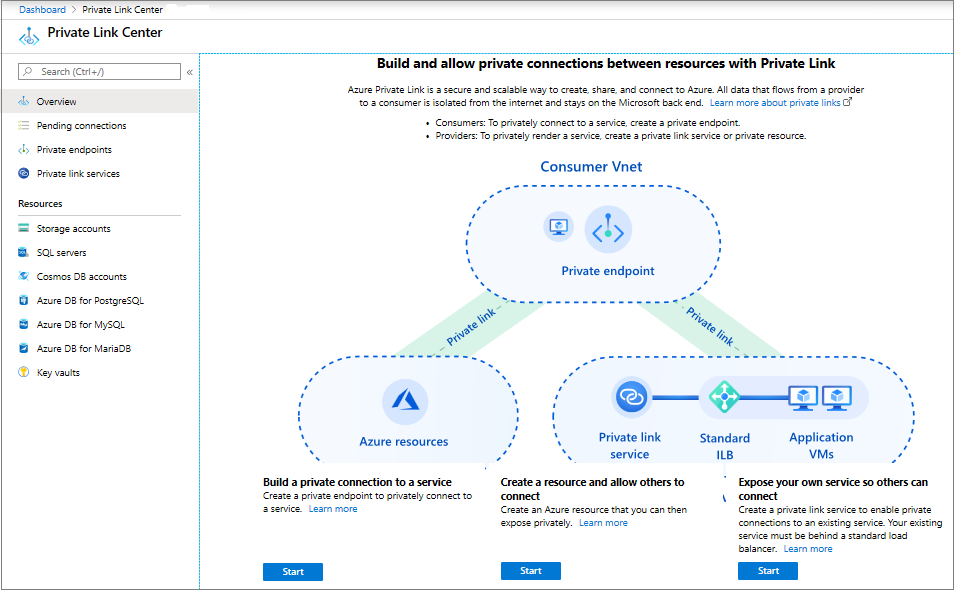 Dashboard > Private Link Center
Private Link Center
Search (Ctrl+/)
«
Overview
Pending connections
Private endpoints
Private link services
Resources
Storage accounts
SQL servers
Cosmos DB accounts
Azure DB for PostgreSQL
Azure DB for MySQL
Azure DB for MariaDB
Key vaults
Build and allow private connections between resources with Private Link
Azure Private Link is a secure and scalable way to create, share, and connect to Azure. All data that flows from a provider
to a consumer is isolated from the internet and stays on the Microsoft back end. Learn more about private links
• Consumers: To privately connect to a service, create a private endpoint.
• Providers: To privately render a service, create a private link service or private resource.
Consumer Vnet
Private endpoint
Private link
Private link
Azure resources
Private link
service
Standard
ILB
Application
VMs
Build a private connection to a service
Create a private endpoint to privately connect to
a service. Learn more
Start
Create a resource and allow others to
connect
Create an Azure resource that you can then
expose privately. Learn more
Start
Expose your own service so others can
connect
Create a private link service to enable private
connections to an existing service. Your existing
service must be behind a standard load
balancer. Learn more
Start